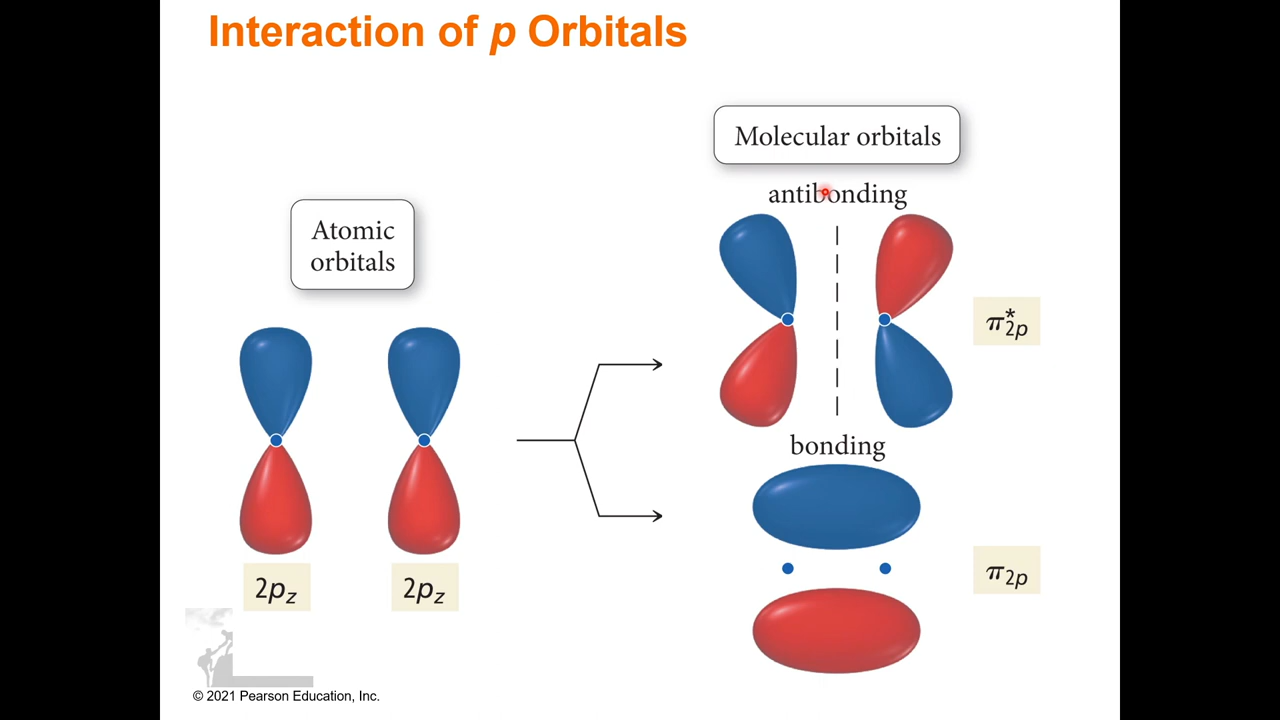 Interaction of p Orbitals
Molecular orbitals
antibonding
Atomic
orbitals
π*2p
bonding
π2p
2pz
2pz
© 2021 Pearson Education, Inc.